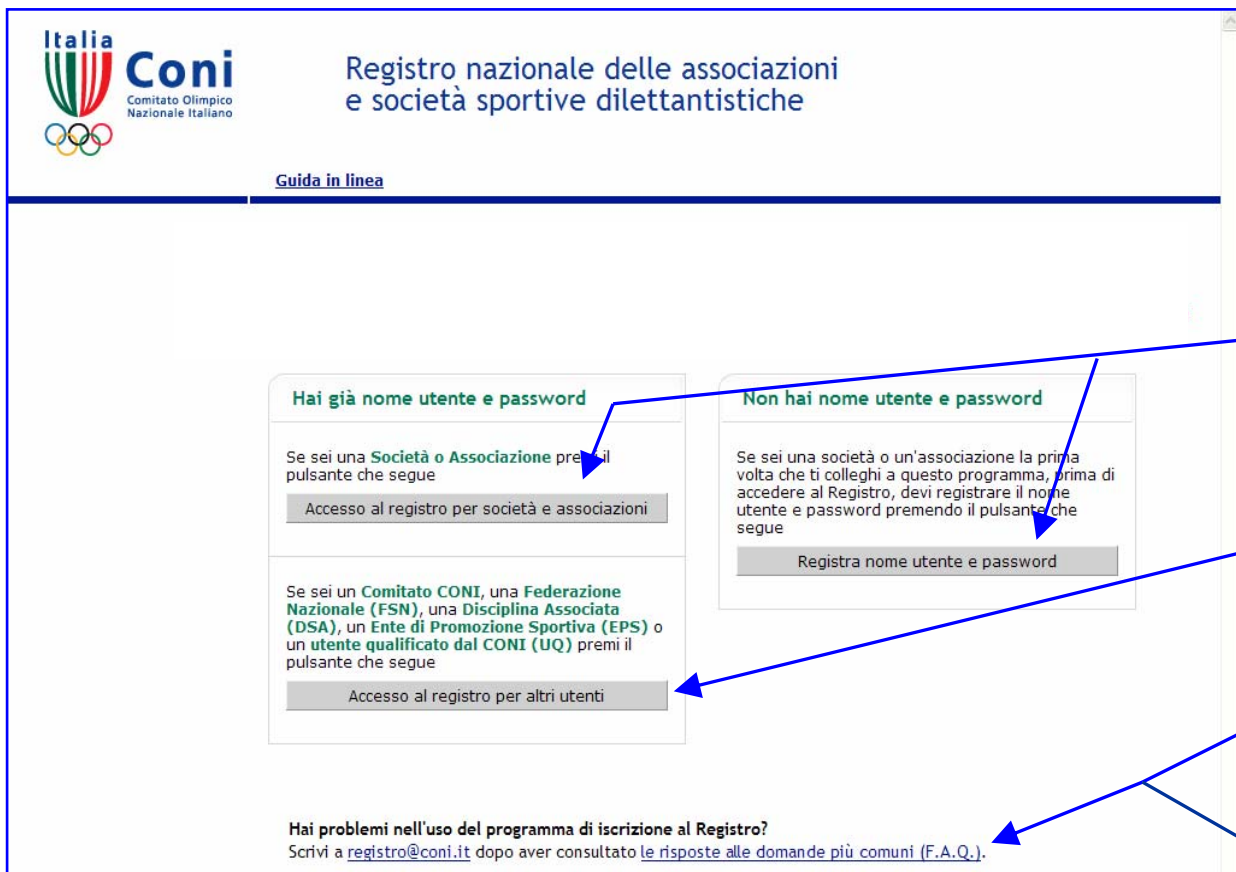 Italia
Coni
Comitato Olimpico
Nazionale Italiano
Registro nazionale delle associazioni
e società sportive dilettantistiche
Guida in linea
Hai già nome utente e password
Se sei una Società o Associazione premi il
pulsante che segue
Accesso al registro per società e associazioni
Se sei un Comitato CONI, una Federazione
Nazionale (FSN), una Disciplina Associata
(DSA), un Ente di Promozione Sportiva (EPS) o
un utente qualificato dal CONI (UQ) premi il
pulsante che segue
Accesso al registro per altri utenti
Non hai nome utente e password
Se sei una società o un'associazione la prima
volta che ti colleghi a questo programma, prima di
accedere al Registro, devi registrare il nome
utente e password premendo il pulsante che
segue
Registra nome utente e password
Hai problemi nell'uso del programma di iscrizione al Registro?
Scrivi a registro@coni.it dopo aver consultato le risposte alle domande più comuni (F.A.Q.).